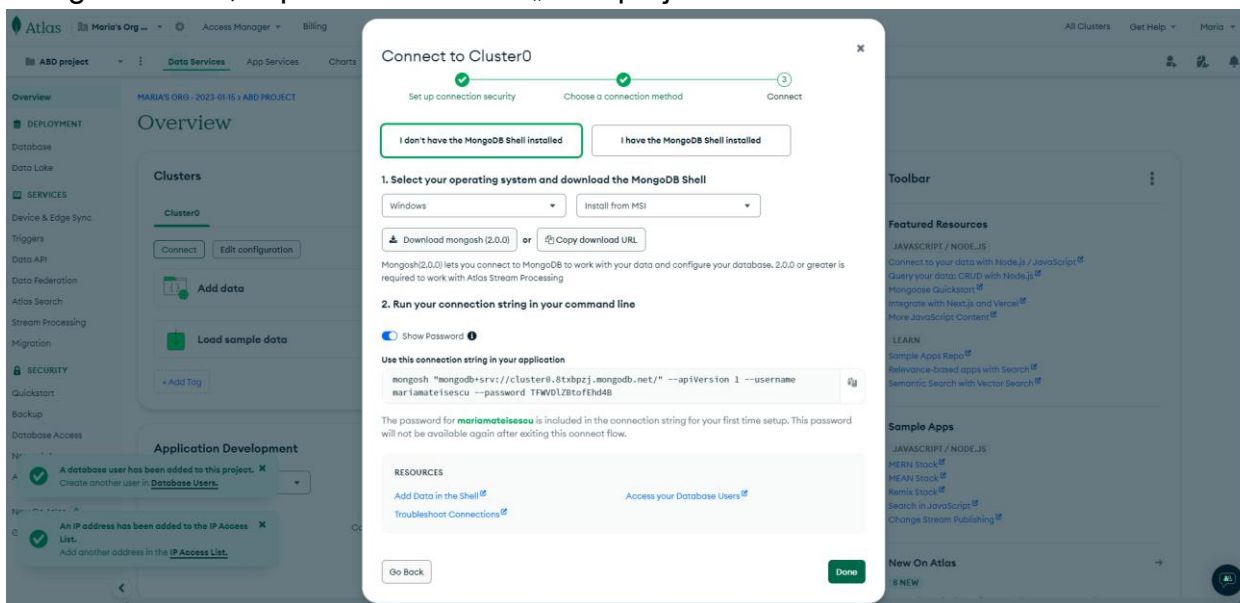 Atlas
Maria's Org - ...
Access Manager
Billing
All Clusters
Get Help
Maria
ABD project
Data Services
App Services
Charts
Overview
DEPLOYMENT
Database
Data Lake
SERVICES
Device & Edge Sync
Triggers
Data API
Data Federation
Atlas Search
Stream Processing
Migration
SECURITY
Quickstart
Backup
Database Access
MARIA'S ORG - 2023-01-16 > ABD PROJECT
Overview
Clusters
Cluster0
Connect
Edit configuration
Add data
Load sample data
+ Add Tag
Application Development
A database user has been added to this project.
Create another user in Database Users.
An IP address has been added to the IP Access
List.
Add another address in the IP Access List.
Connect to Cluster0
3
Set up connection security
Choose a connection method
Connect
I don't have the MongoDB Shell installed
I have the MongoDB Shell installed
1. Select your operating system and download the MongoDB Shell
Windows
Install from MSI
Download mongosh (2.0.0)
or
Copy download URL
Mongosh(2.0.0) lets you connect to MongoDB to work with your data and configure your database. 2.0.0 or greater is
required to work with Atlas Stream Processing
2. Run your connection string in your command line
Show Password
Use this connection string in your application
mongosh "mongodb+srv://cluster0.8txbpzj.mongodb.net/" --apiVersion 1 --username
mariamateisescu --password TFWVDlZBtofEhd4B
The password for mariamateisescu is included in the connection string for your first time setup. This password
will not be available again after exiting this connect flow.
RESOURCES
Add Data in the Shell
Access your Database Users
Troubleshoot Connections
Go Back
Done
Toolbar
Featured Resources
JAVASCRIPT / NODE.JS
Connect to your data with Node.js / JavaScript
Query your data: CRUD with Node.js
Mongoose Quickstart
Integrate with Next.js and Vercel
More JavaScript Content
LEARN
Sample Apps Repo
Relevance-based apps with Search
Semantic Search with Vector Search
Sample Apps
JAVASCRIPT / NODE.JS
MERN Stack
MEAN Stack
Remix Stack
Search in JavaScript
Change Stream Publishing
New On Atlas
8 NEW